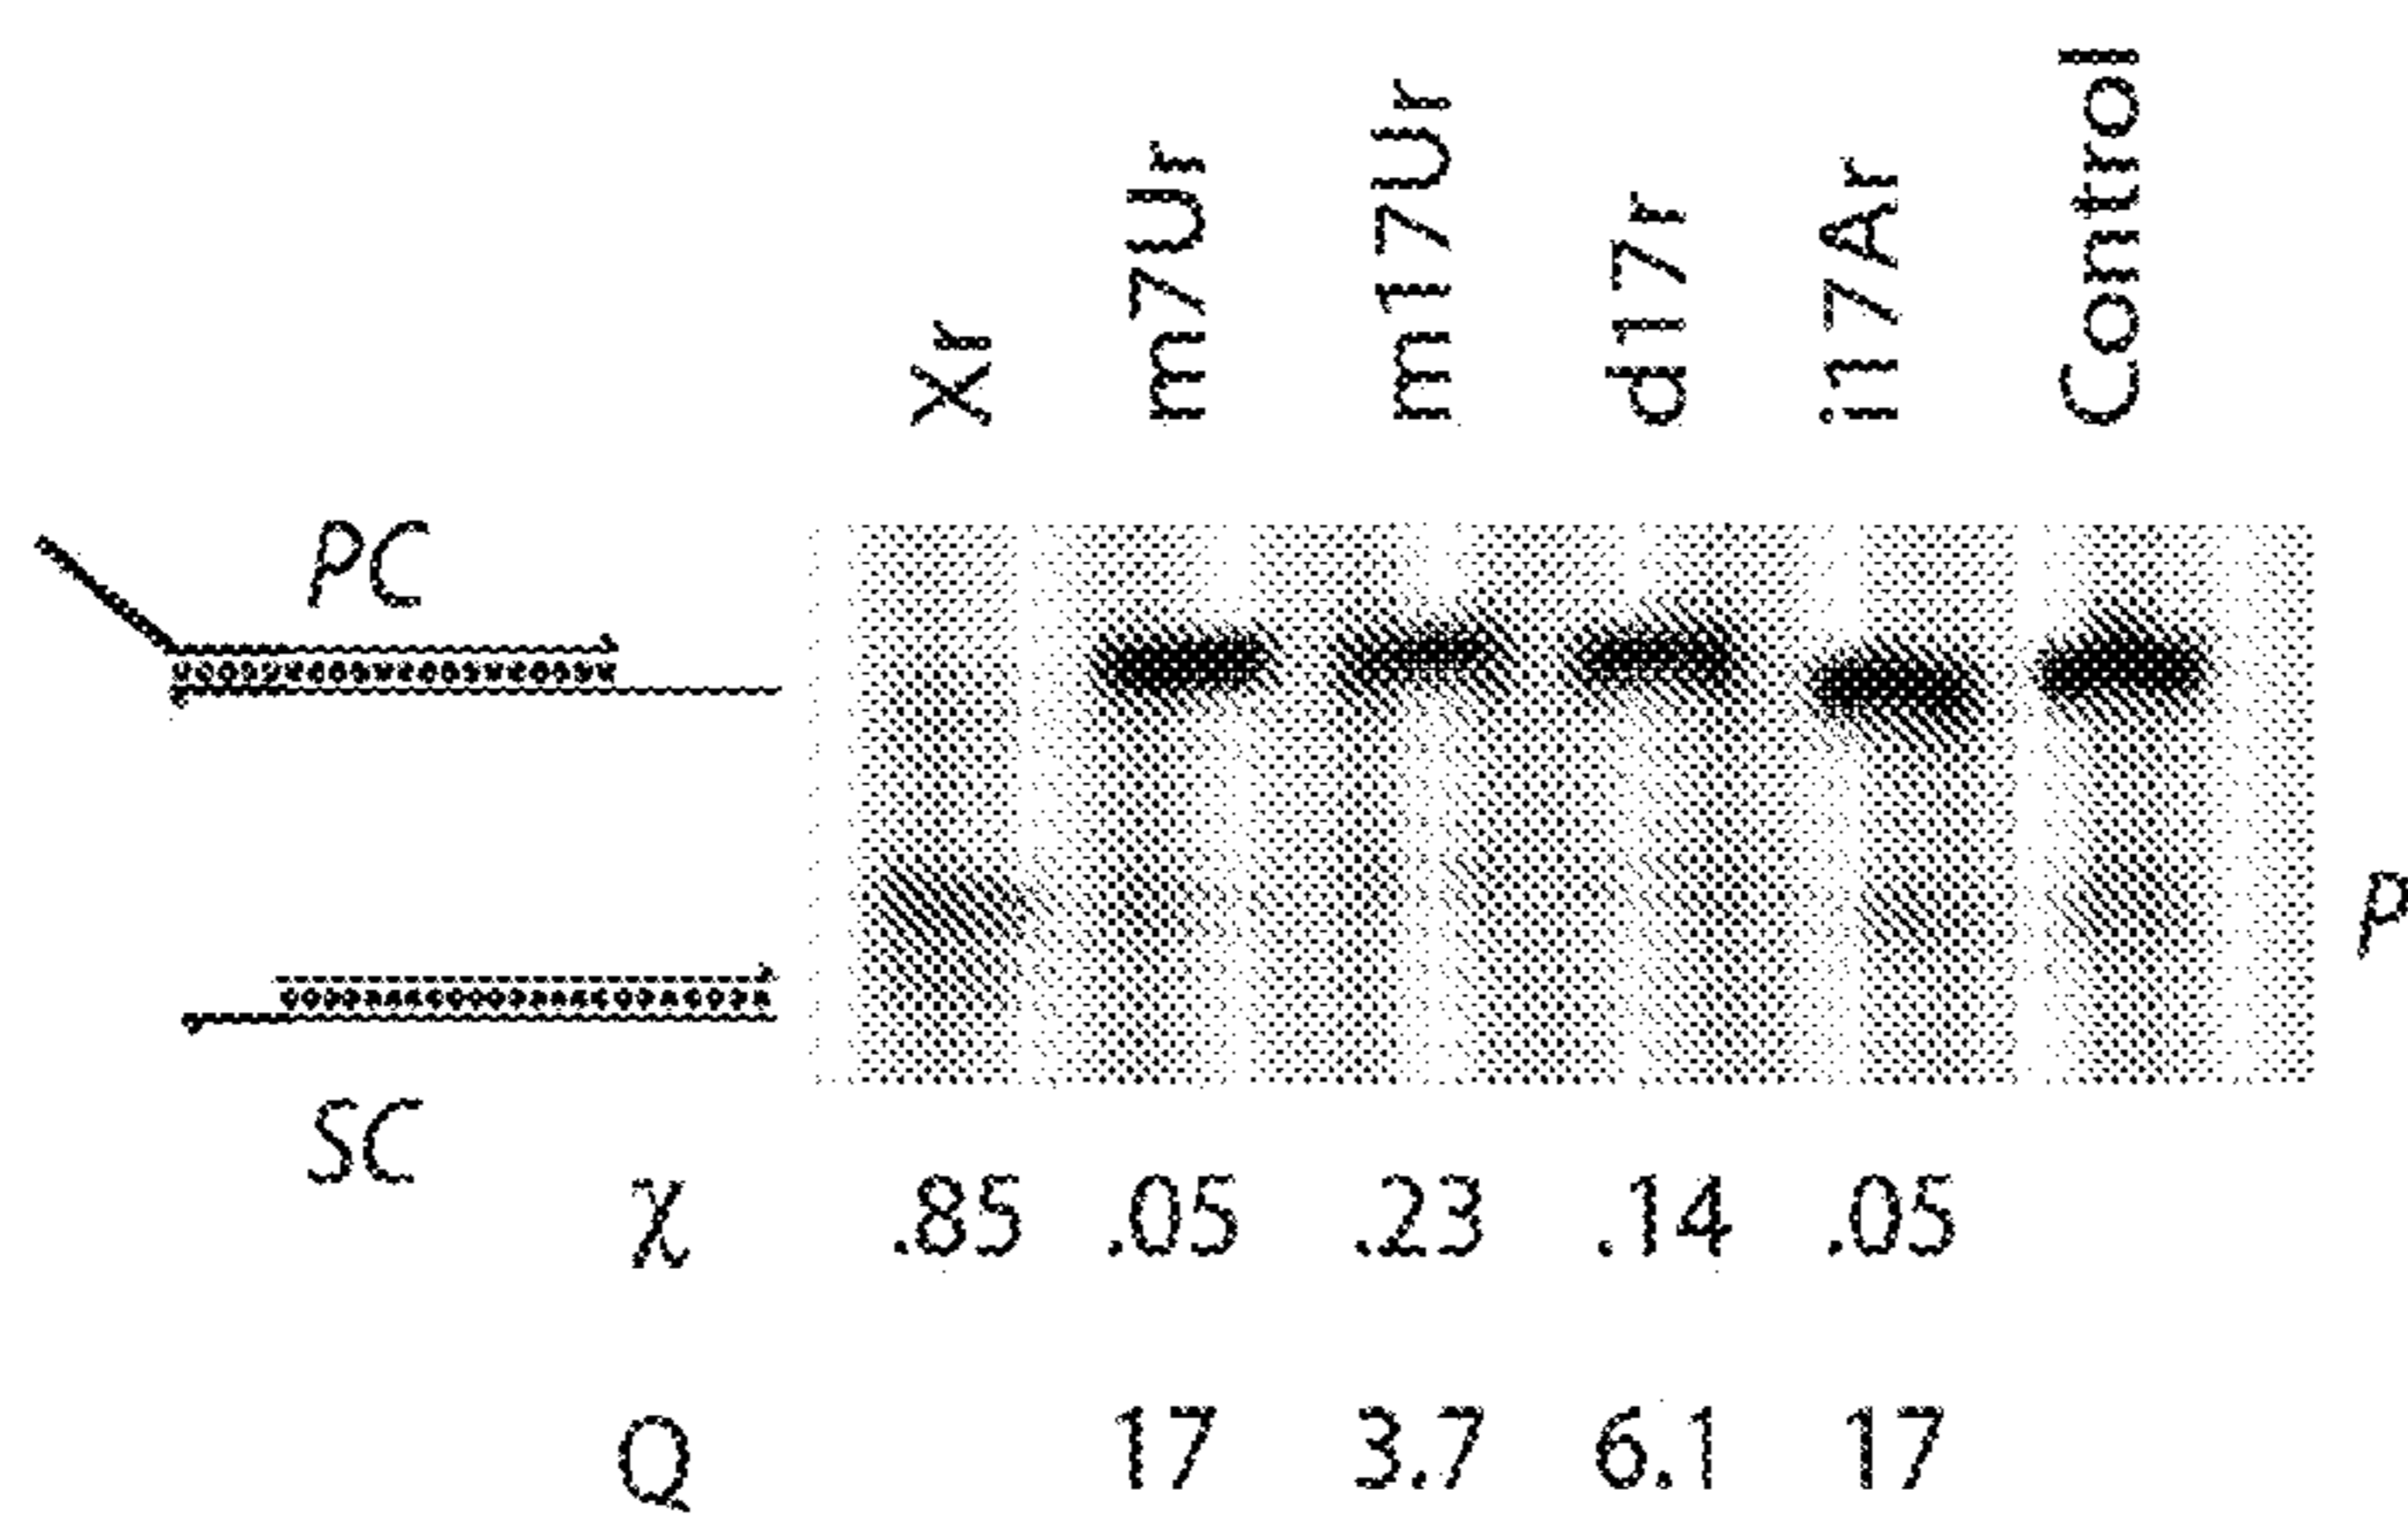 Xr m7Ur m17Ur d17r i17Ar Control
PC
P
SC
χ .85 .05 .23 .14 .05
Q 17 3.7 6.1 17